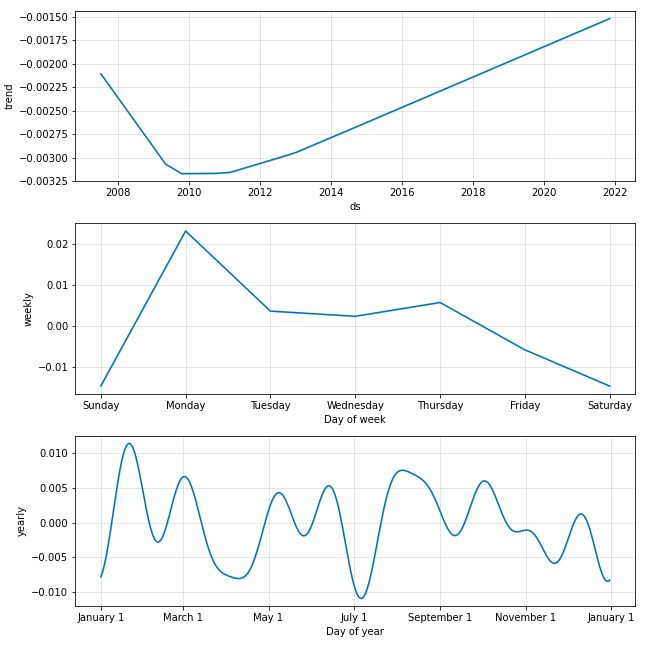 −0.00150
−0.00175
−0.00200
−0.00225
−0.00250
−0.00275
−0.00300
−0.00325
trend
2008 2010 2012 2014 2016 2018 2020 2022
ds
0.02
0.01
0.00
−0.01
weekly
Sunday Monday Tuesday Wednesday Thursday Friday Saturday
Day of week
0.010
0.005
0.000
−0.005
−0.010
yearly
January 1 March 1 May 1 July 1 September 1 November 1 January 1
Day of year